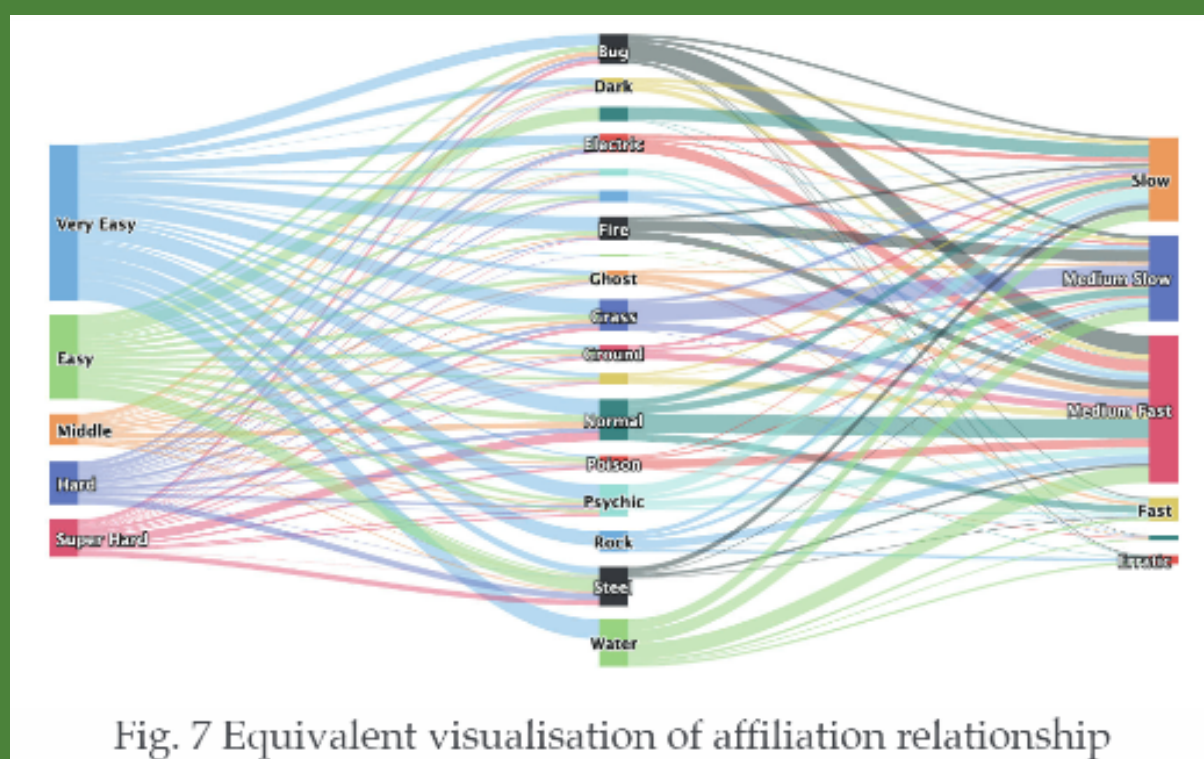 Bug
Dark
Electric
Fire
Ghost
Grass
Ground
Normal
Poison
Psychic
Rock
Steel
Water
Very Easy
Easy
Middle
Hard
Super Hard
Slow
Medium Slow
Medium Fast
Fast
Erratic
Fig. 7 Equivalent visualisation of affiliation relationship